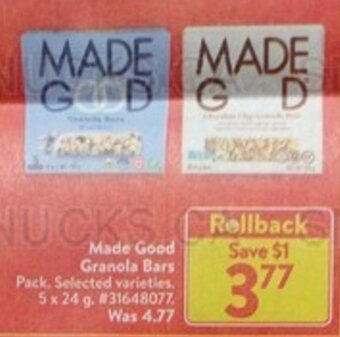 MADE
GOOD
Granola Bars
MADE
GOOD
Made Good
Granola Bars
Pack. Selected varieties.
5 x 24 g. #31648077.
Was 4.77
Rollback
Save $1
3 77